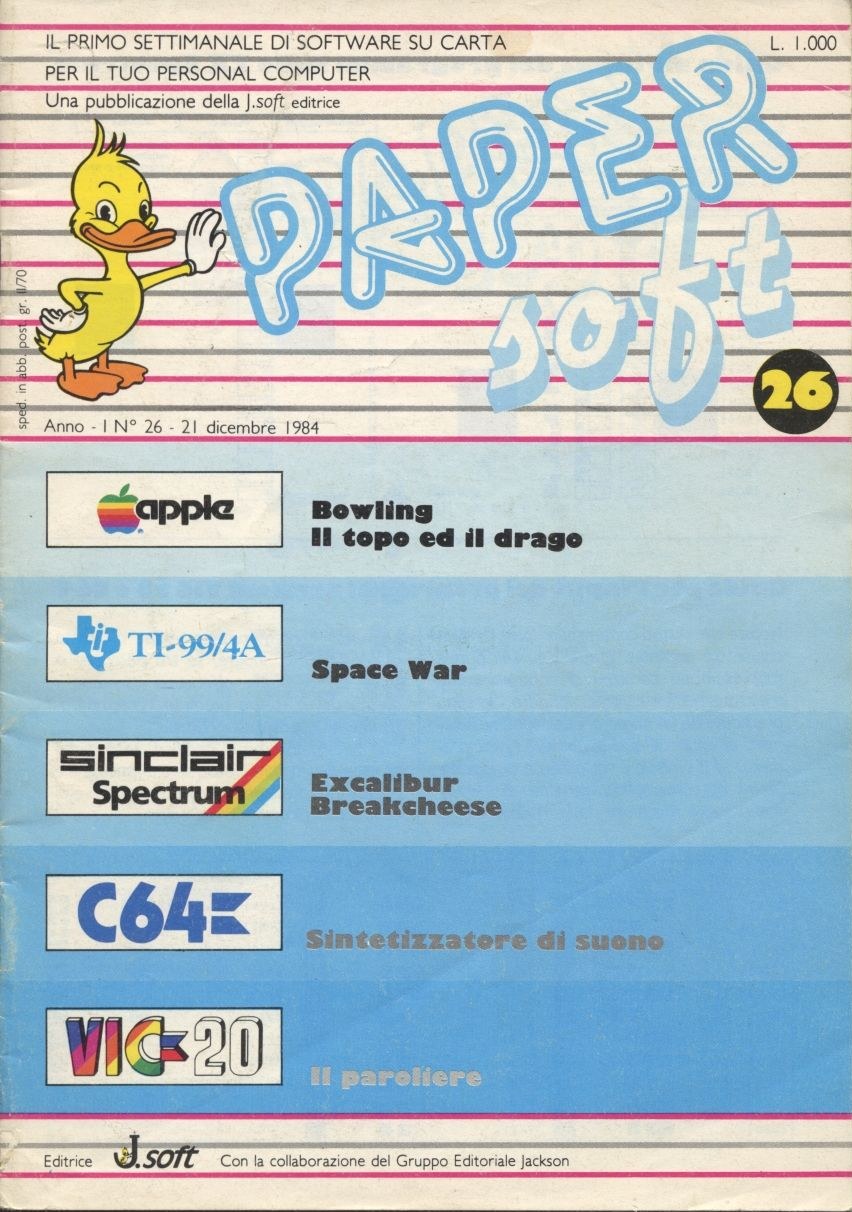 IL PRIMO SETTIMANALE DI SOFTWARE SU CARTA
L. 1.000
PER IL TUO PERSONAL COMPUTER
Una pubblicazione della J.soft editrice
PAPER
soft
sped. in abb. post. gr. II/70
26
Anno - I N° 26 - 21 dicembre 1984
apple
Bowling
Il topo ed il drago
ti TI-99/4A
Space War
sinclair
Spectrum
Excalibur
Breakcheese
C64
Sintetizzatore di suono
VIC 20
Il paroliere
Editrice J.soft Con la collaborazione del Gruppo Editoriale Jackson